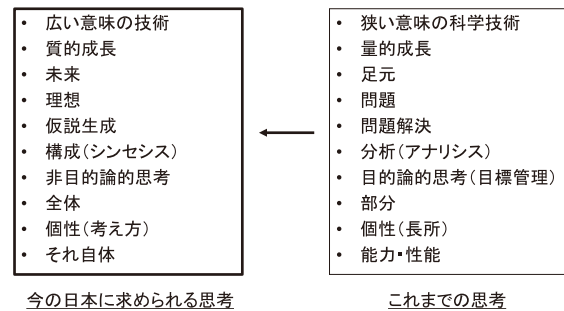 • 広い意味の技術
• 質的成長
• 未来
• 理想
• 仮説生成
• 構成(シンセシス)
• 非目的論的思考
• 全体
• 個性(考え方)
• それ自体
今の日本に求められる思考
• 狭い意味の科学技術
• 量的成長
• 足元
• 問題
• 問題解決
• 分析(アナリシス)
• 目的論的思考(目標管理)
• 部分
• 個性(長所)
• 能力・性能
これまでの思考